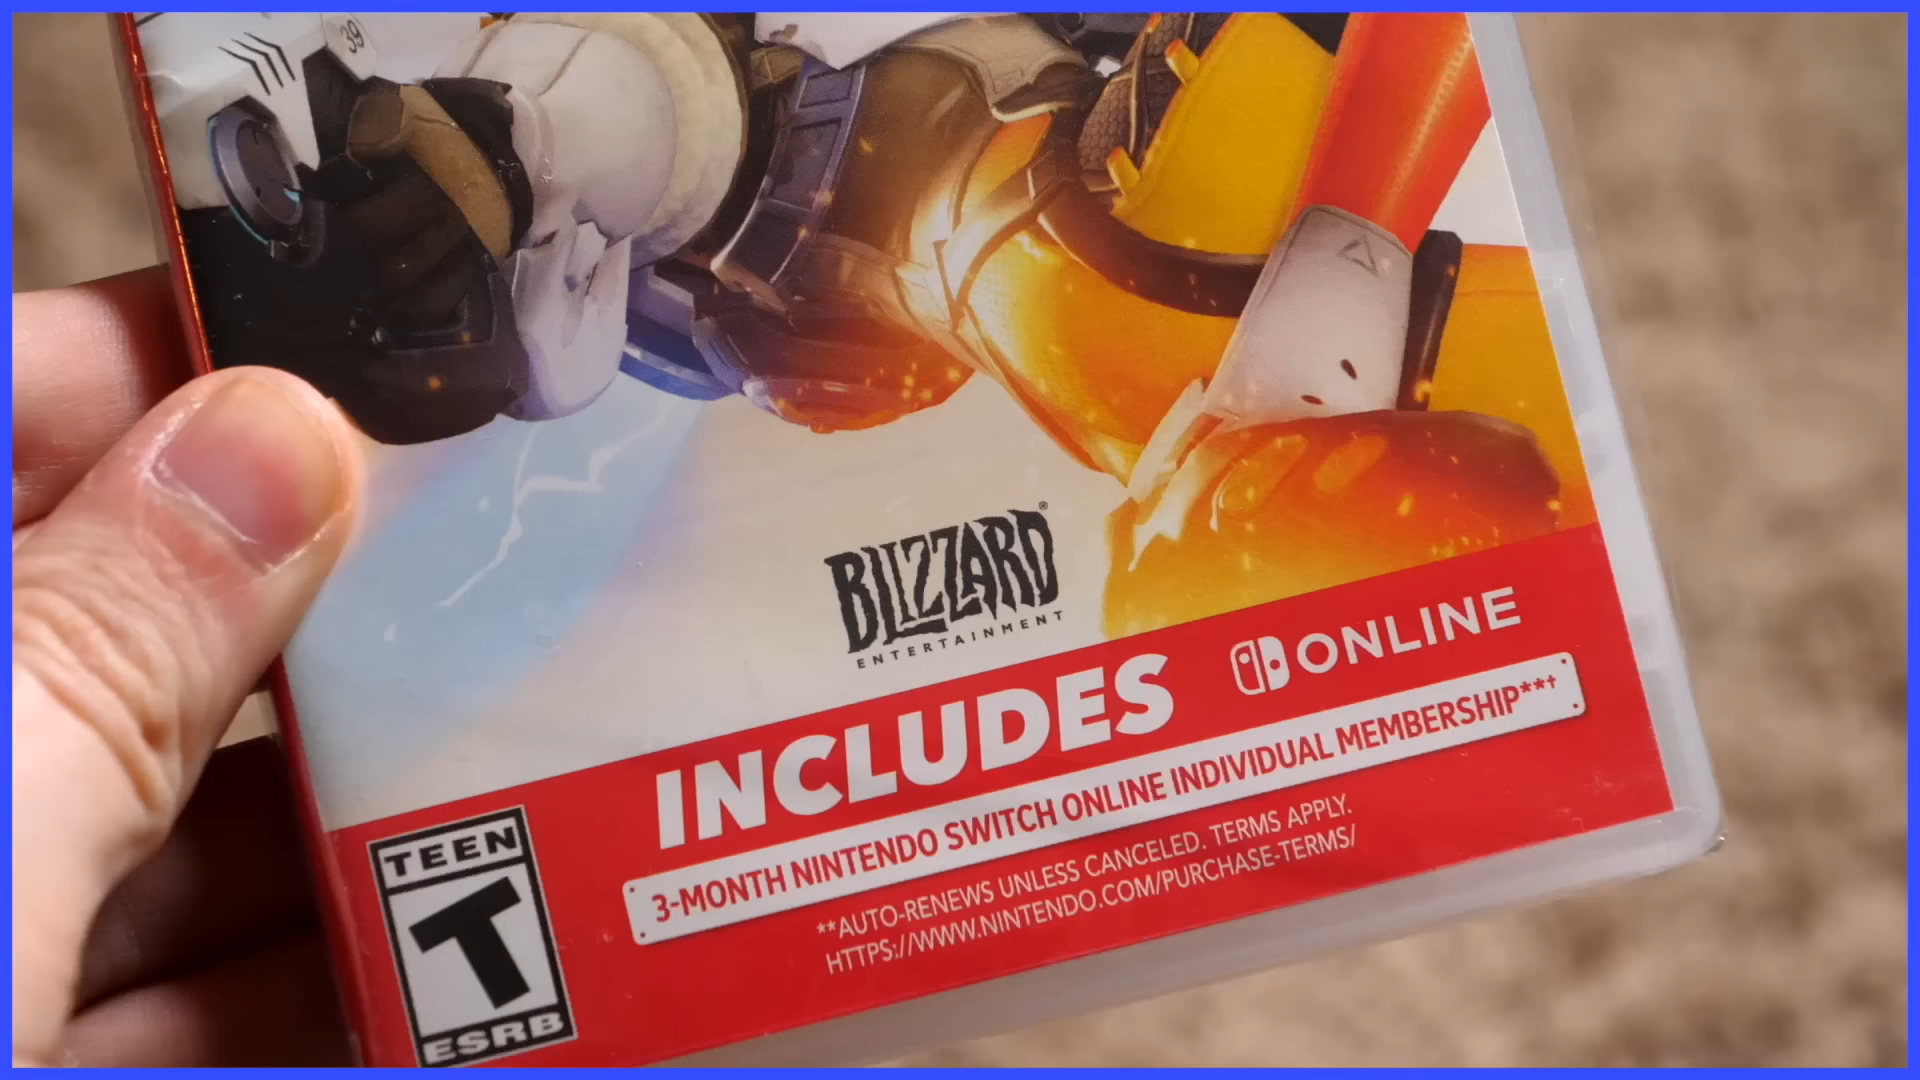 39
BLIZZARD®
ENTERTAINMENT
INCLUDES
ONLINE
3-MONTH NINTENDO SWITCH ONLINE INDIVIDUAL MEMBERSHIP**†
**AUTO-RENEWS UNLESS CANCELED. TERMS APPLY.
HTTPS://WWW.NINTENDO.COM/PURCHASE-TERMS/
TEEN
T
ESRB